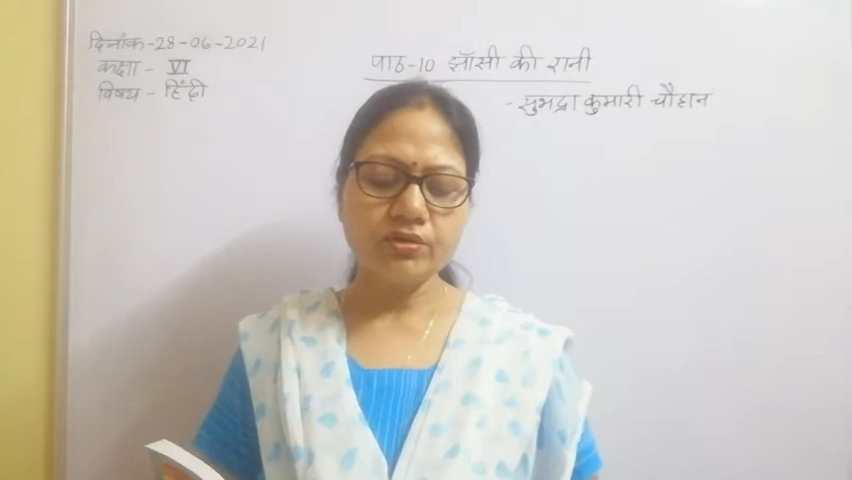 दिनांक-28-06-2021
कक्षा - VI
विषय - हिंदी
पाठ-10 झाँसी की रानी
- सुभद्रा कुमारी चौहान